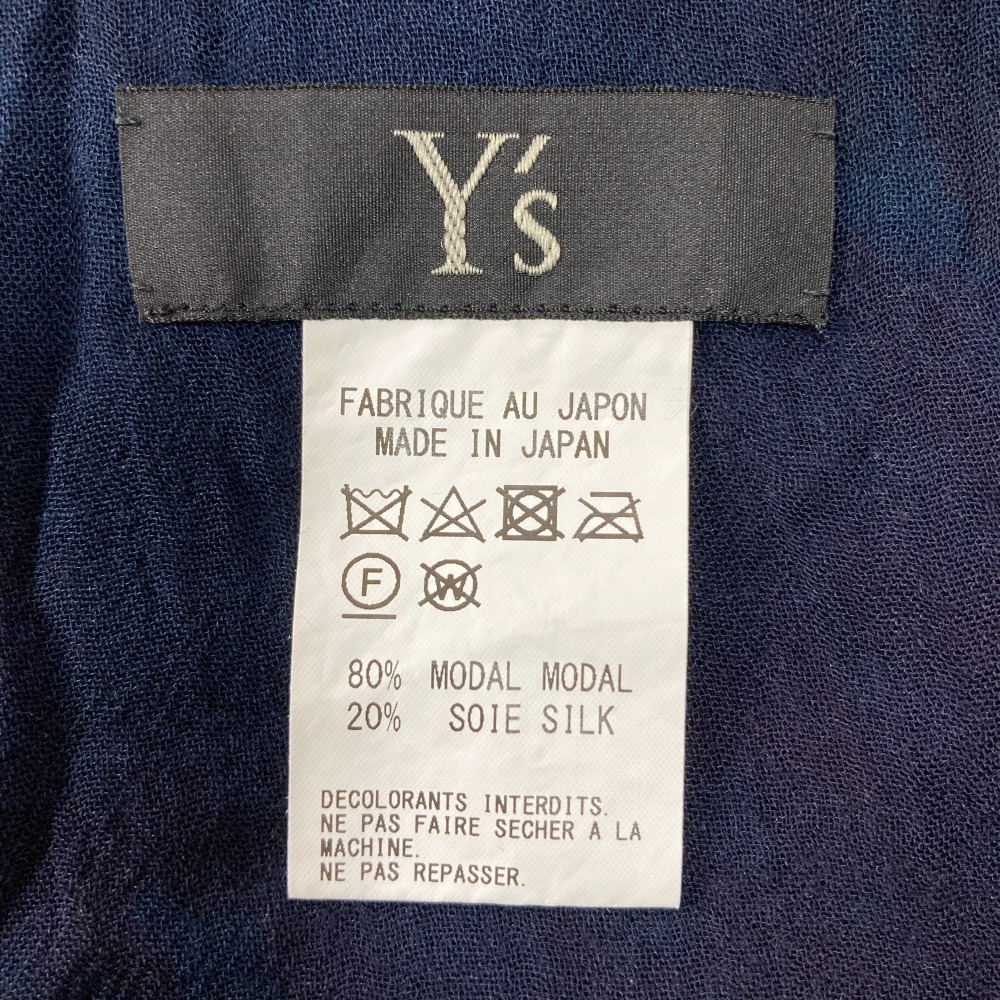 Y's
FABRIQUE AU JAPON
MADE IN JAPAN
F W
80% MODAL MODAL
20% SOIE SILK
DECOLORANTS INTERDITS.
NE PAS FAIRE SECHER A LA
MACHINE.
NE PAS REPASSER.